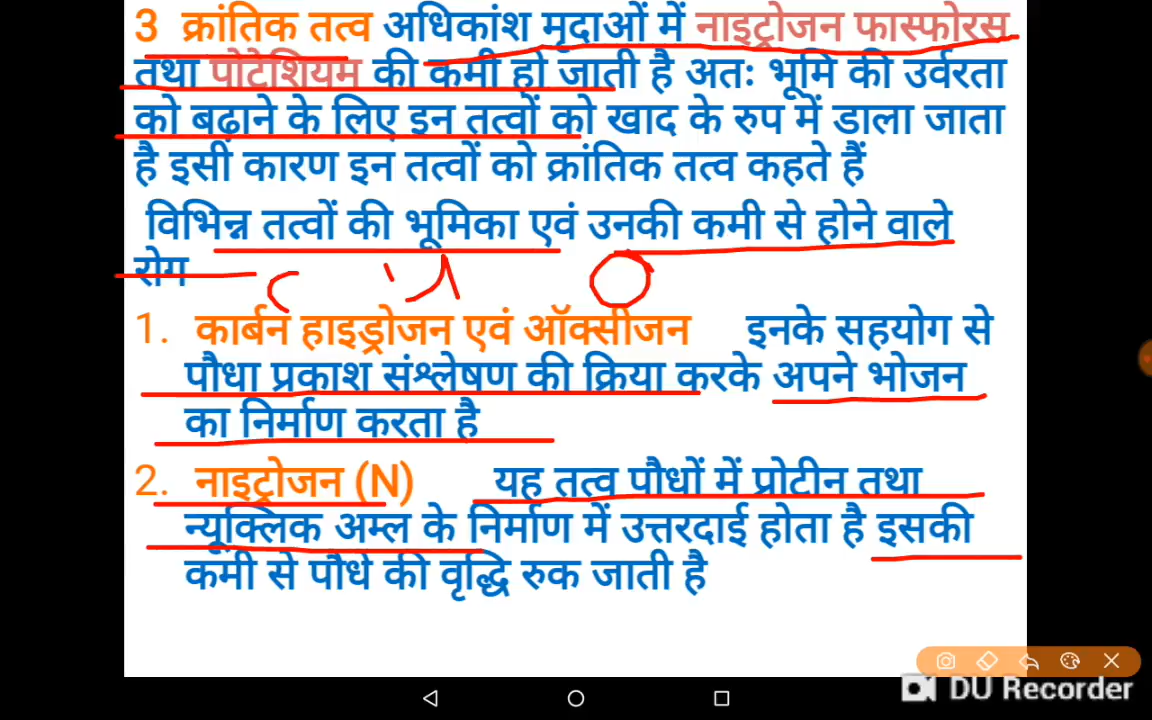 3 क्रांतिक तत्व अधिकांश मृदाओं में नाइट्रोजन फास्फोरस
तथा पोटेशियम की कमी हो जाती है अतः भूमि की उर्वरता
को बढ़ाने के लिए इन तत्वों को खाद के रुप में डाला जाता
है इसी कारण इन तत्वों को क्रांतिक तत्व कहते हैं
विभिन्न तत्वों की भूमिका एवं उनकी कमी से होने वाले
रोग
1. कार्बन हाइड्रोजन एवं ऑक्सीजन इनके सहयोग से
पौधा प्रकाश संश्लेषण की क्रिया करके अपने भोजन
का निर्माण करता है
2. नाइट्रोजन (N) यह तत्व पौधों में प्रोटीन तथा
न्यूक्लिक अम्ल के निर्माण में उत्तरदाई होता है इसकी
कमी से पौधे की वृद्धि रुक जाती है
DU Recorder